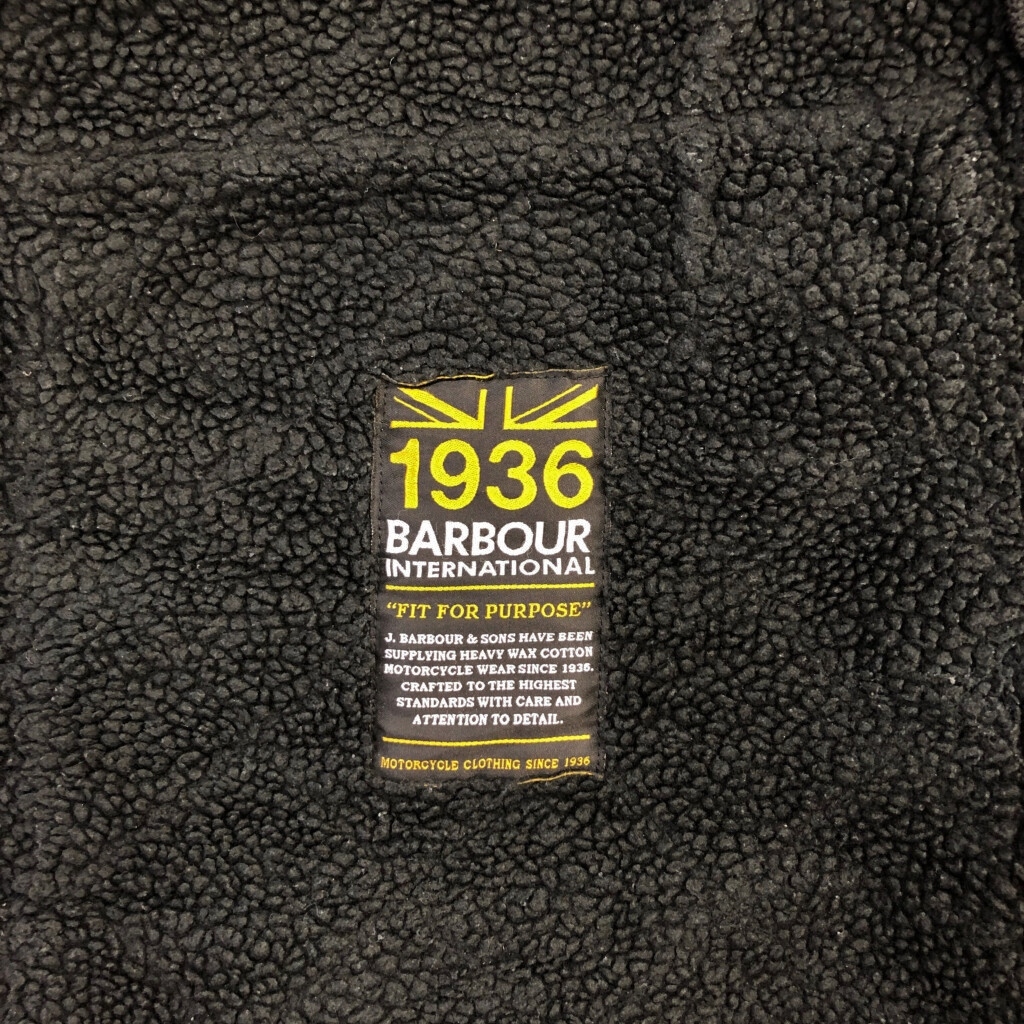 1936
BARBOUR
INTERNATIONAL
“FIT FOR PURPOSE”
J. BARBOUR & SONS HAVE BEEN
SUPPLYING HEAVY WAX COTTON
MOTORCYCLE WEAR SINCE 1936.
CRAFTED TO THE HIGHEST
STANDARDS WITH CARE AND
ATTENTION TO DETAIL.
MOTORCYCLE CLOTHING SINCE 1936